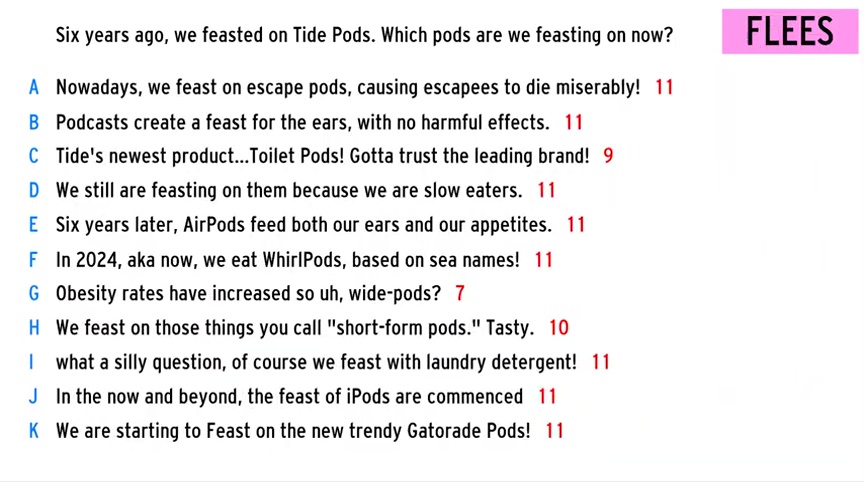 Six years ago, we feasted on Tide Pods. Which pods are we feasting on now?
FLEES
A Nowadays, we feast on escape pods, causing escapees to die miserably! 11
B Podcasts create a feast for the ears, with no harmful effects. 11
C Tide's newest product...Toilet Pods! Gotta trust the leading brand! 9
D We still are feasting on them because we are slow eaters. 11
E Six years later, AirPods feed both our ears and our appetites. 11
F In 2024, aka now, we eat WhirlPods, based on sea names! 11
G Obesity rates have increased so uh, wide-pods? 7
H We feast on those things you call "short-form pods." Tasty. 10
I what a silly question, of course we feast with laundry detergent! 11
J In the now and beyond, the feast of iPods are commenced 11
K We are starting to Feast on the new trendy Gatorade Pods! 11